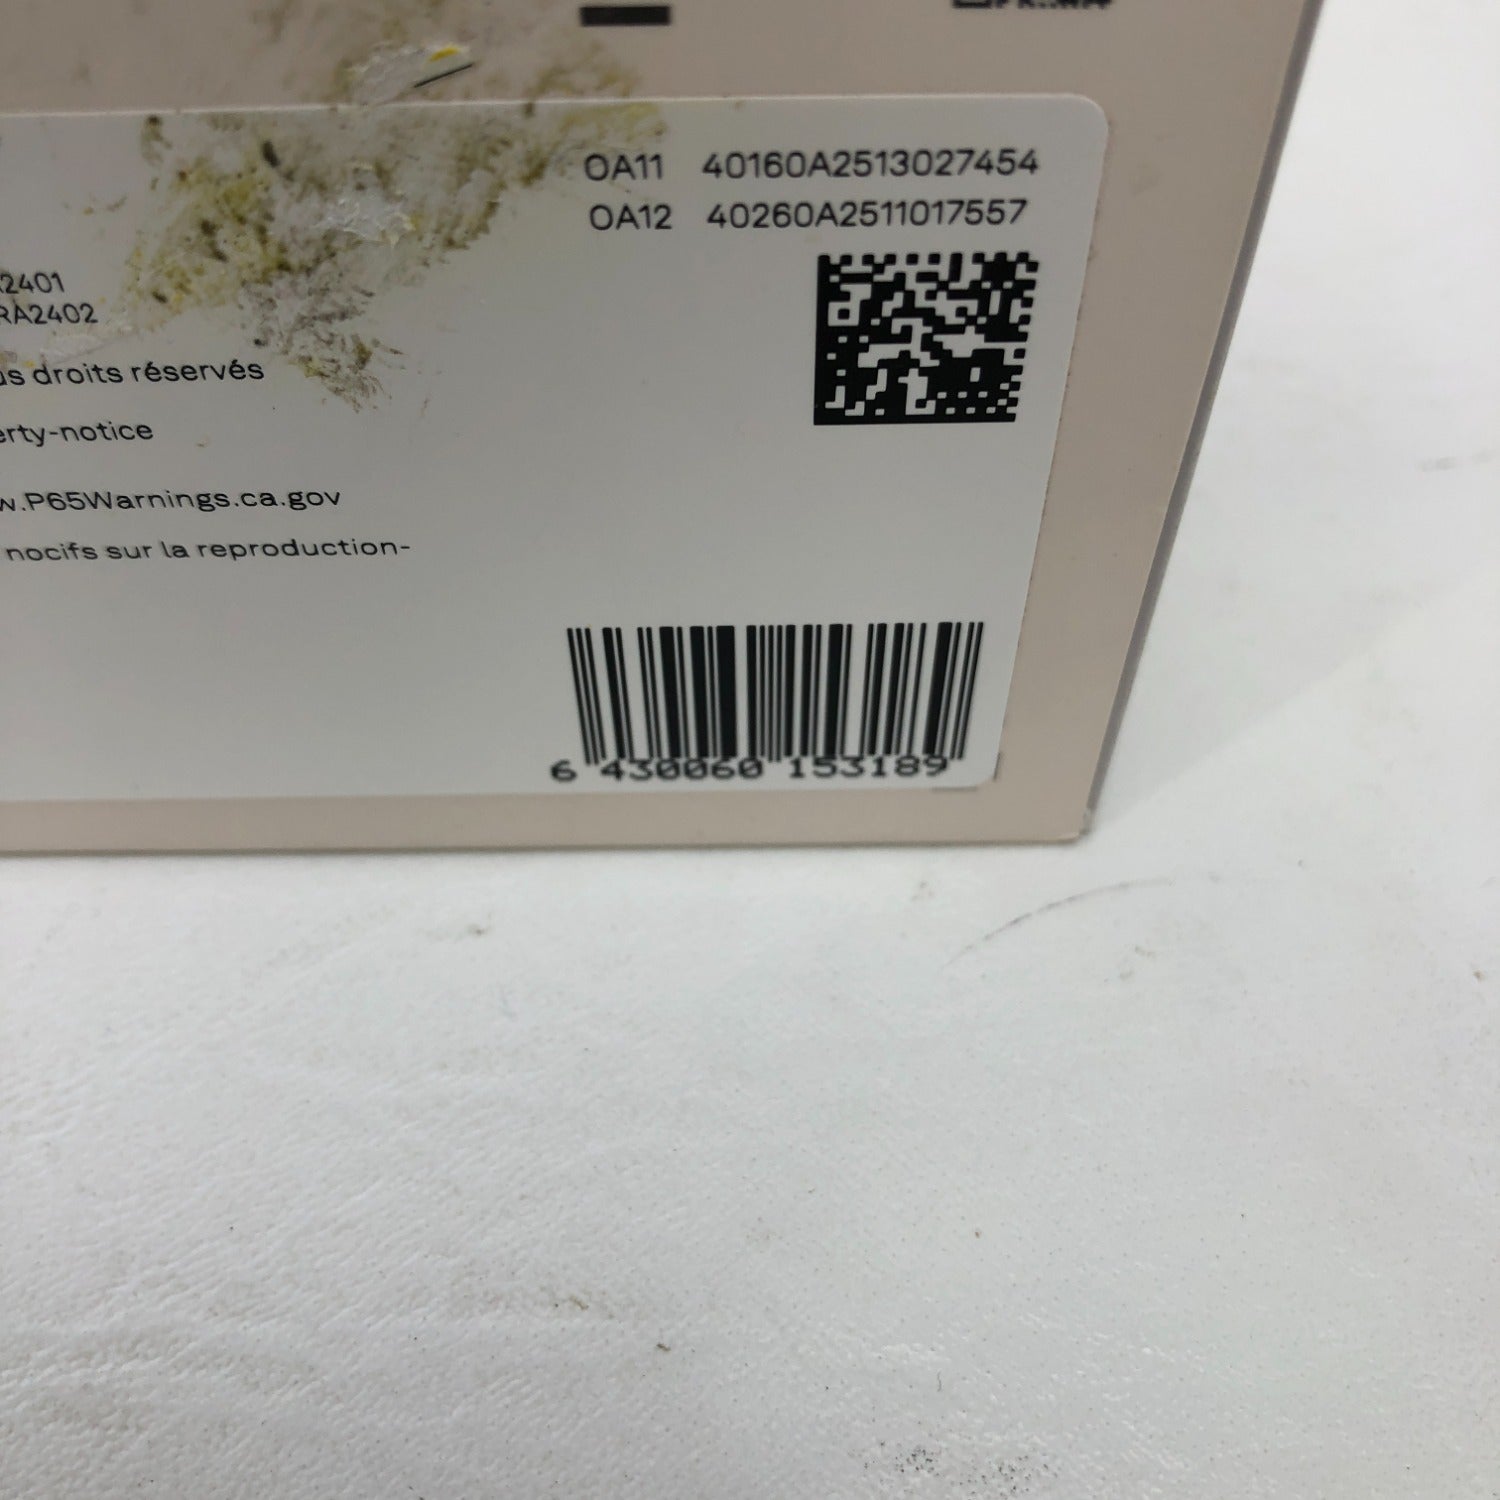 OA11 40160A2513027454
OA12 40260A2511017557
2401
RA2402
us droits réservés
erty-notice
w.P65Warnings.ca.gov
nocifs sur la reproduction-
6 430060 153189